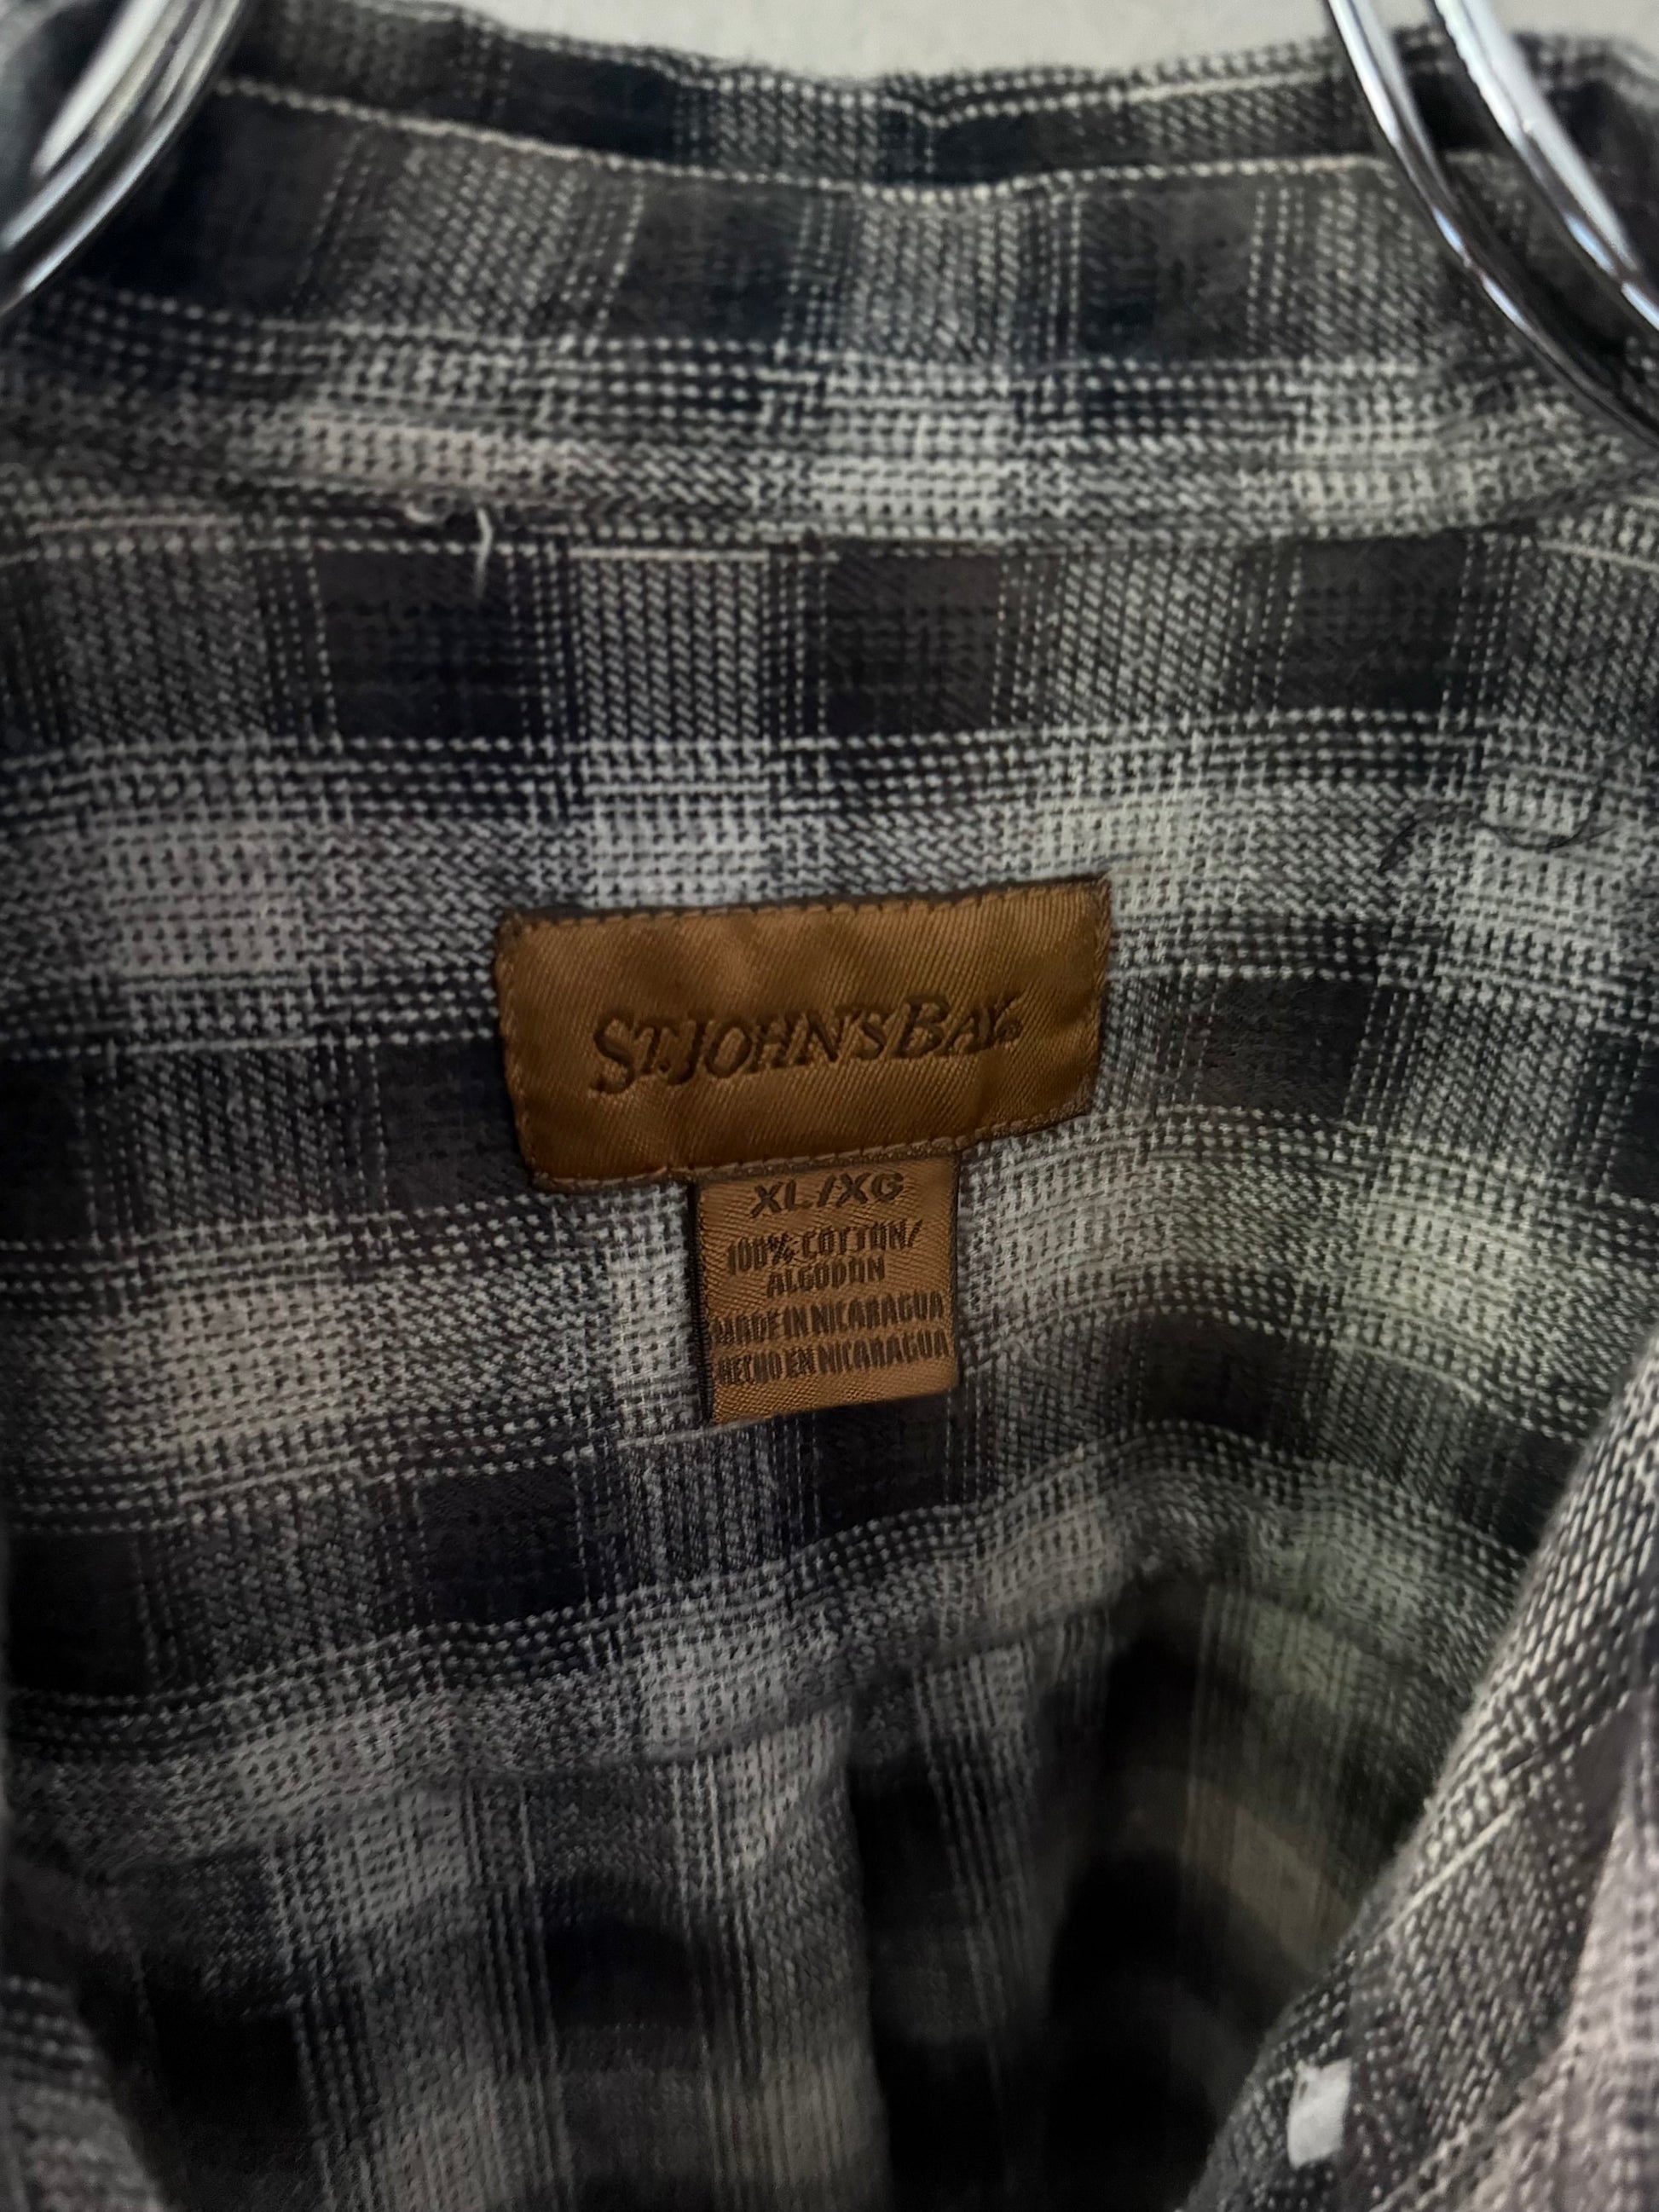 ST. JOHN'S BAY®
XL/XG
100% COTTON/
ALGODON
MADE IN NICARAGUA
HECHO EN NICARAGUA